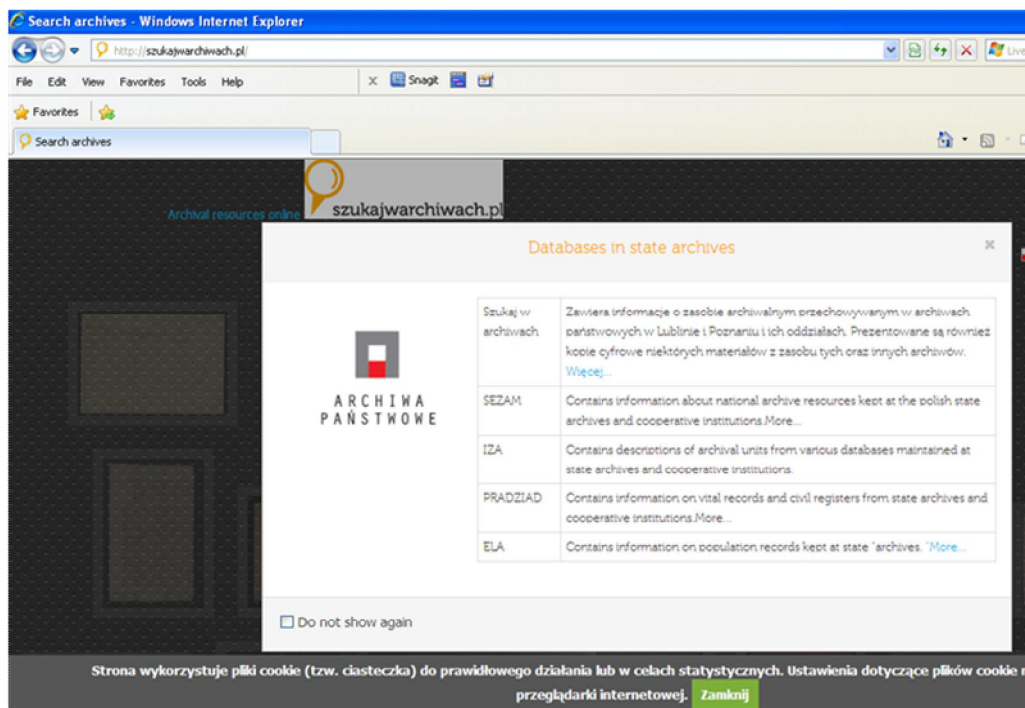 Search archives - Windows Internet Explorer
http://szukajwarchiwach.pl/
Live
File Edit View Favorites Tools Help
x Snagit
Favorites
Search archives
Archival resources online
szukajwarchiwach.pl
Databases in state archives
ARCHIWA
PAŃSTWOWE
Szukaj w
archiwach
Zawiera informacje o zasobie archiwalnym przechowywanym w archiwach
państwowych w Lublinie i Poznaniu i ich oddziałach. Prezentowane są również
kopie cyfrowe niektórych materiałów z zasobu tych oraz innych archiwów.
Więcej...
SEZAM
Contains information about national archive resources kept at the polish state
archives and cooperative institutions.More...
IZA
Contains descriptions of archival units from various databases maintained at
state archives and cooperative institutions.
PRADZIAD
Contains information on vital records and civil registers from state archives and
cooperative institutions.More...
ELA
Contains information on population records kept at state "archives. "More...
Do not show again
Strona wykorzystuje pliki cookie (tzw. ciasteczka) do prawidłowego działania lub w celach statystycznych. Ustawienia dotyczące plików cookie
przeglądarki internetowej. Zamknij